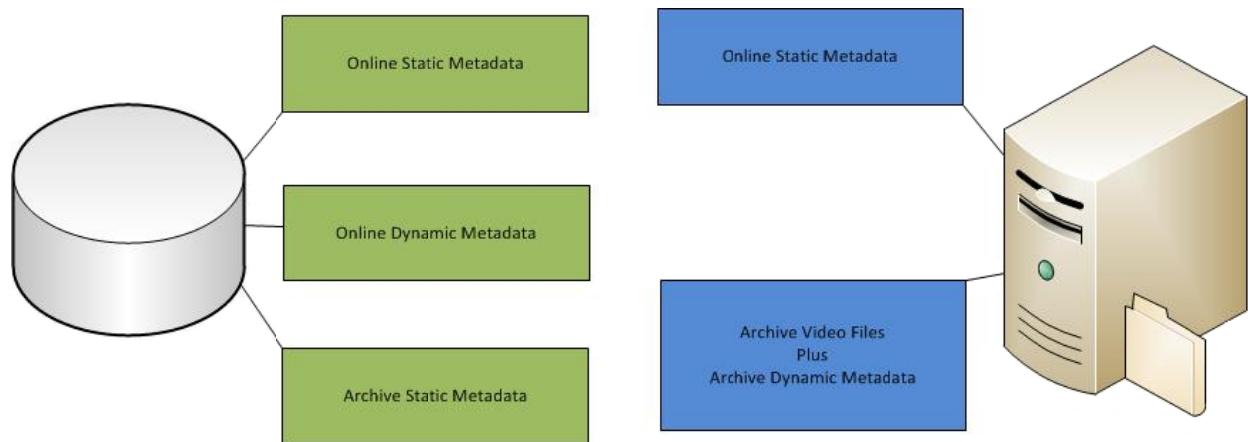 Online Static Metadata
Online Dynamic Metadata
Archive Static Metadata
Online Static Metadata
Archive Video Files
Plus
Archive Dynamic Metadata